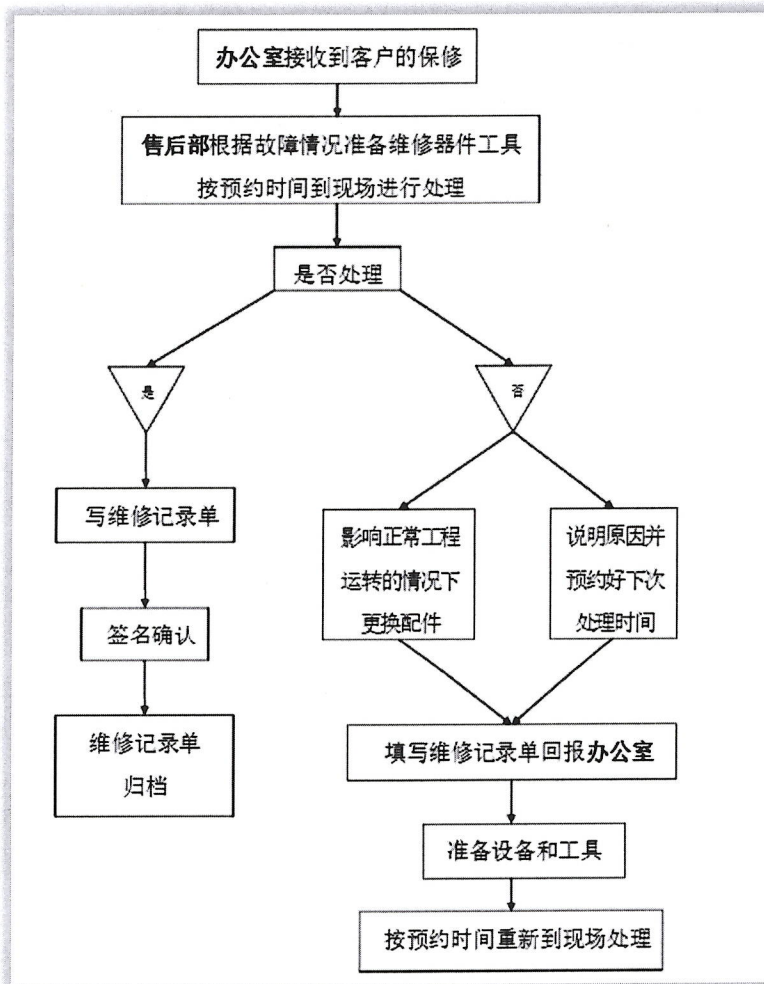 办公室接收到客户的保修
售后部根据故障情况准备维修器件工具
按预约时间到现场进行处理
是否处理
是
否
写维修记录单
签名确认
维修记录单
归档
影响正常工程
运转的情况下
更换配件
说明原因并
预约好下次
处理时间
填写维修记录单回报办公室
准备设备和工具
按预约时间重新到现场处理